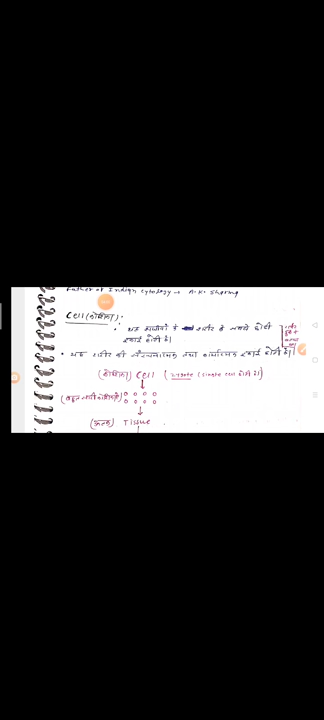 Father of Indian Cytology → A.K. Sharma
Cell (कोशिका) :-
यह सजीवों के शरीर के सबसे छोटी
इकाई होती है।
• यह शरीर की संरचनात्मक तथा क्रियात्मक इकाई होती है।
(कोशिका) Cell (zygote (single cell होती है।)
(बहुत सारी कोशिकाएं)
(ऊतक) Tissue